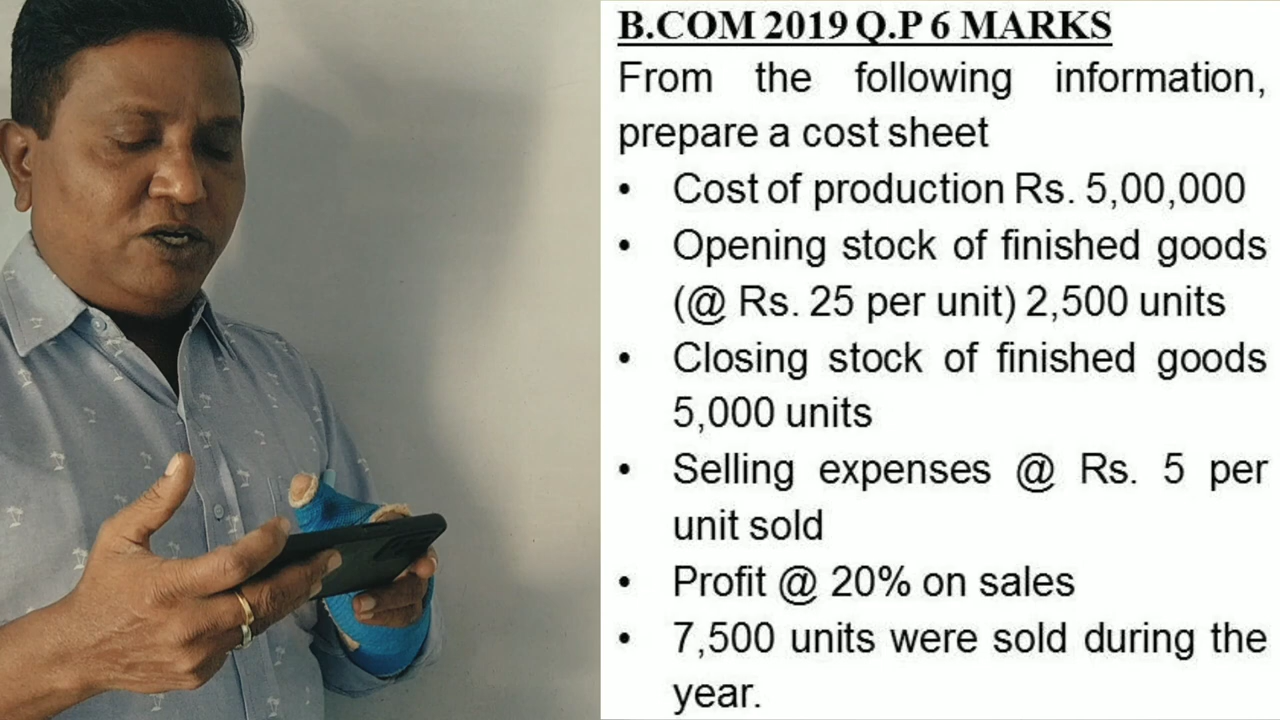 B.COM 2019 Q.P 6 MARKS
From the following information,
prepare a cost sheet
• Cost of production Rs. 5,00,000
• Opening stock of finished goods
(@ Rs. 25 per unit) 2,500 units
• Closing stock of finished goods
5,000 units
• Selling expenses @ Rs. 5 per
unit sold
• Profit @ 20% on sales
• 7,500 units were sold during the
year.